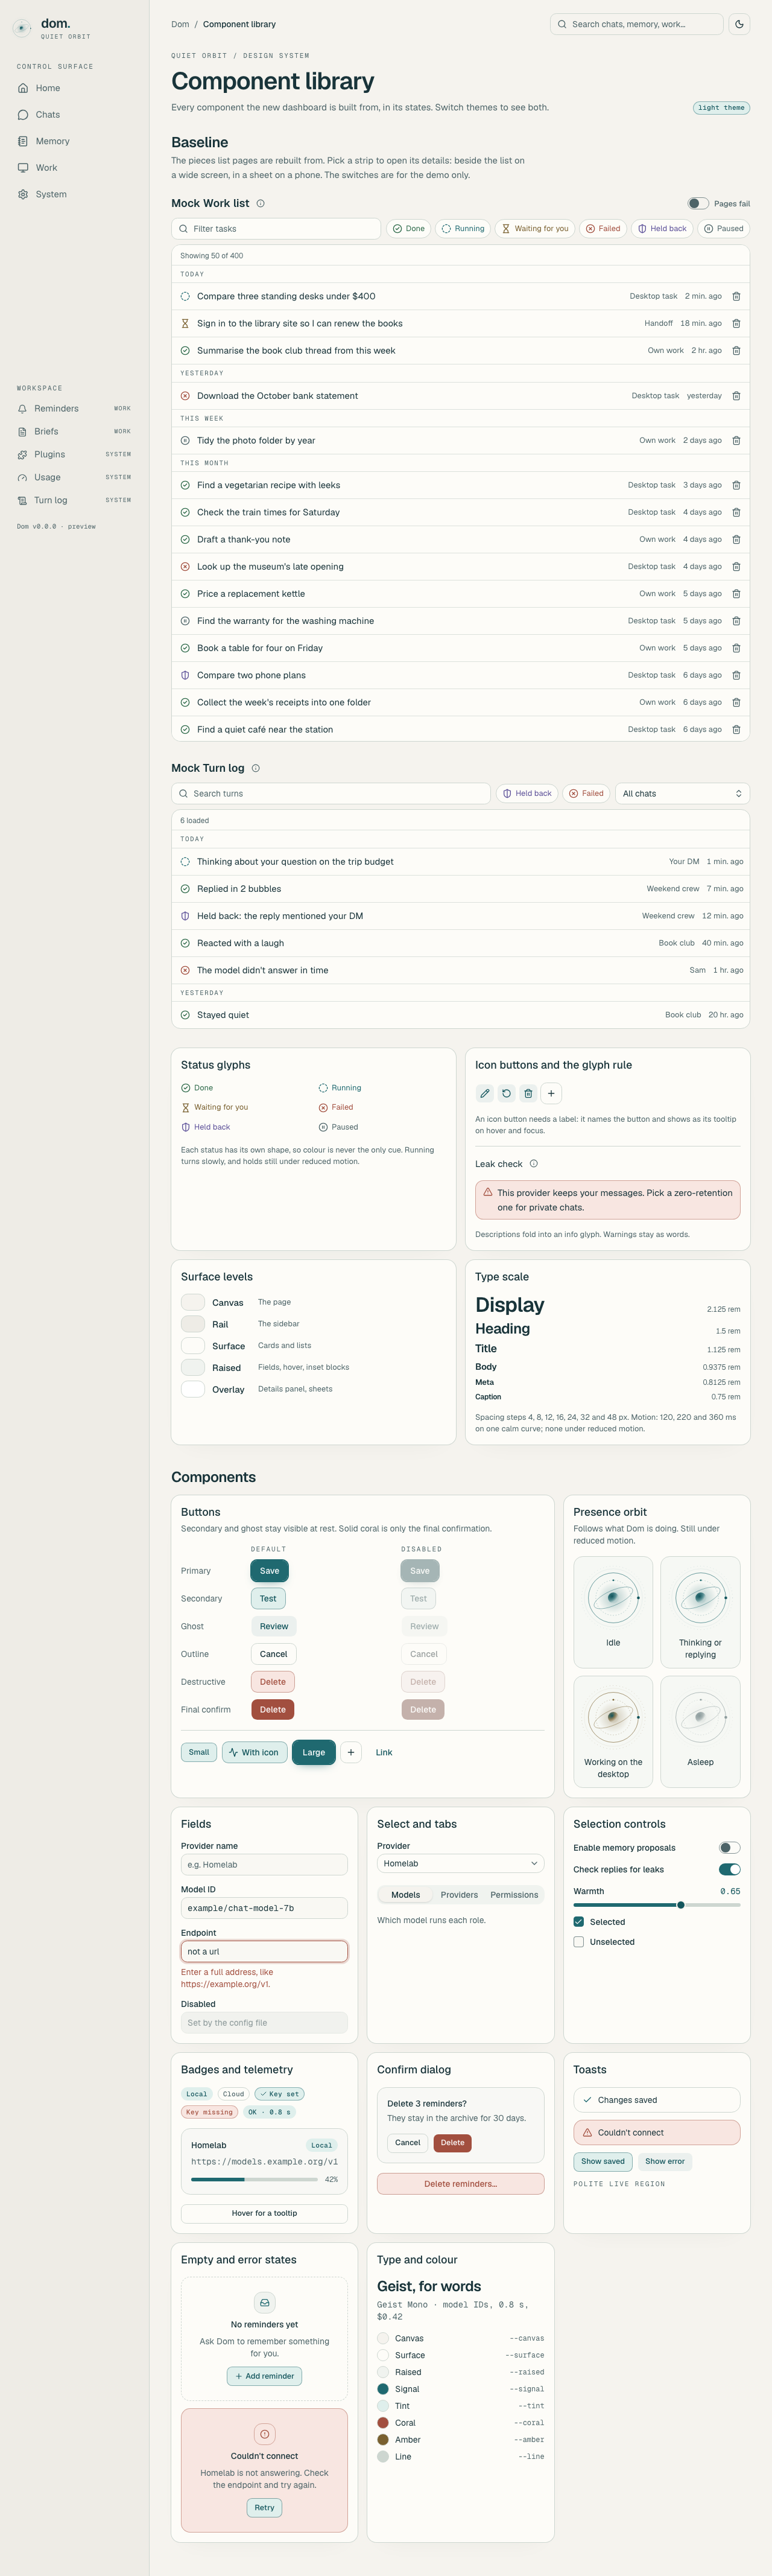 dom.
QUIET ORBIT
CONTROL SURFACE
Home
Chats
Memory
Work
System
WORKSPACE
Reminders WORK
Briefs WORK
Plugins SYSTEM
Usage SYSTEM
Turn log SYSTEM
Dom v0.0.0 · preview
Dom / Component library
Search chats, memory, work...
QUIET ORBIT / DESIGN SYSTEM
Component library
Every component the new dashboard is built from, in its states. Switch themes to see both.
light theme
Baseline
The pieces list pages are rebuilt from. Pick a strip to open its details: beside the list on
a wide screen, in a sheet on a phone. The switches are for the demo only.
Mock Work list
Pages fail
Filter tasks
Done
Running
Waiting for you
Failed
Held back
Paused
Showing 50 of 400
TODAY
Compare three standing desks under $400 Desktop task 2 min. ago
Sign in to the library site so I can renew the books Handoff 18 min. ago
Summarise the book club thread from this week Own work 2 hr. ago
YESTERDAY
Download the October bank statement Desktop task yesterday
THIS WEEK
Tidy the photo folder by year Own work 2 days ago
THIS MONTH
Find a vegetarian recipe with leeks Desktop task 3 days ago
Check the train times for Saturday Desktop task 4 days ago
Draft a thank-you note Own work 4 days ago
Look up the museum's late opening Desktop task 4 days ago
Price a replacement kettle Own work 5 days ago
Find the warranty for the washing machine Desktop task 5 days ago
Book a table for four on Friday Own work 5 days ago
Compare two phone plans Desktop task 6 days ago
Collect the week's receipts into one folder Own work 6 days ago
Find a quiet café near the station Desktop task 6 days ago
Mock Turn log
Search turns
Held back
Failed
All chats
6 loaded
TODAY
Thinking about your question on the trip budget Your DM 1 min. ago
Replied in 2 bubbles Weekend crew 7 min. ago
Held back: the reply mentioned your DM Weekend crew 12 min. ago
Reacted with a laugh Book club 40 min. ago
The model didn't answer in time Sam 1 hr. ago
YESTERDAY
Stayed quiet Book club 20 hr. ago
Status glyphs
Done
Running
Waiting for you
Failed
Held back
Paused
Each status has its own shape, so colour is never the only cue. Running
turns slowly, and holds still under reduced motion.
Icon buttons and the glyph rule
An icon button needs a label: it names the button and shows as its tooltip
on hover and focus.
Leak check
This provider keeps your messages. Pick a zero-retention
one for private chats.
Descriptions fold into an info glyph. Warnings stay as words.
Surface levels
Canvas The page
Rail The sidebar
Surface Cards and lists
Raised Fields, hover, inset blocks
Overlay Details panel, sheets
Type scale
Display 2.125 rem
Heading 1.5 rem
Title 1.125 rem
Body 0.9375 rem
Meta 0.8125 rem
Caption 0.75 rem
Spacing steps 4, 8, 12, 16, 24, 32 and 48 px. Motion: 120, 220 and 360 ms
on one calm curve; none under reduced motion.
Components
Buttons
Secondary and ghost stay visible at rest. Solid coral is only the final confirmation.
DEFAULT DISABLED
Primary Save Save
Secondary Test Test
Ghost Review Review
Outline Cancel Cancel
Destructive Delete Delete
Final confirm Delete Delete
Small With icon Large Link
Presence orbit
Follows what Dom is doing. Still under
reduced motion.
Idle
Thinking or
replying
Working on the
desktop
Asleep
Fields
Provider name
e.g. Homelab
Model ID
example/chat-model-7b
Endpoint
not a url
Enter a full address, like
https://example.org/v1.
Disabled
Set by the config file
Select and tabs
Provider
Homelab
Models Providers Permissions
Which model runs each role.
Selection controls
Enable memory proposals
Check replies for leaks
Warmth 0.65
Selected
Unselected
Badges and telemetry
Local Cloud Key set
Key missing OK · 0.8 s
Homelab Local
https://models.example.org/v1
42%
Hover for a tooltip
Confirm dialog
Delete 3 reminders?
They stay in the archive for 30 days.
Cancel Delete
Delete reminders...
Toasts
Changes saved
Couldn't connect
Show saved Show error
POLITE LIVE REGION
Empty and error states
No reminders yet
Ask Dom to remember something
for you.
Add reminder
Couldn't connect
Homelab is not answering. Check
the endpoint and try again.
Retry
Type and colour
Geist, for words
Geist Mono · model IDs, 0.8 s,
$0.42
Canvas --canvas
Surface --surface
Raised --raised
Signal --signal
Tint --tint
Coral --coral
Amber --amber
Line --line